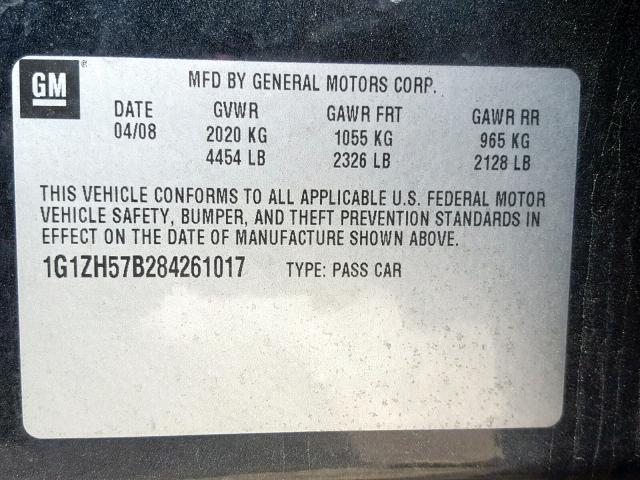 GM ®
MFD BY GENERAL MOTORS CORP.
DATE GVWR GAWR FRT GAWR RR
04/08 2020 KG 1055 KG 965 KG
4454 LB 2326 LB 2128 LB
THIS VEHICLE CONFORMS TO ALL APPLICABLE U.S. FEDERAL MOTOR
VEHICLE SAFETY, BUMPER, AND THEFT PREVENTION STANDARDS IN
EFFECT ON THE DATE OF MANUFACTURE SHOWN ABOVE.
1G1ZH57B284261017 TYPE: PASS CAR